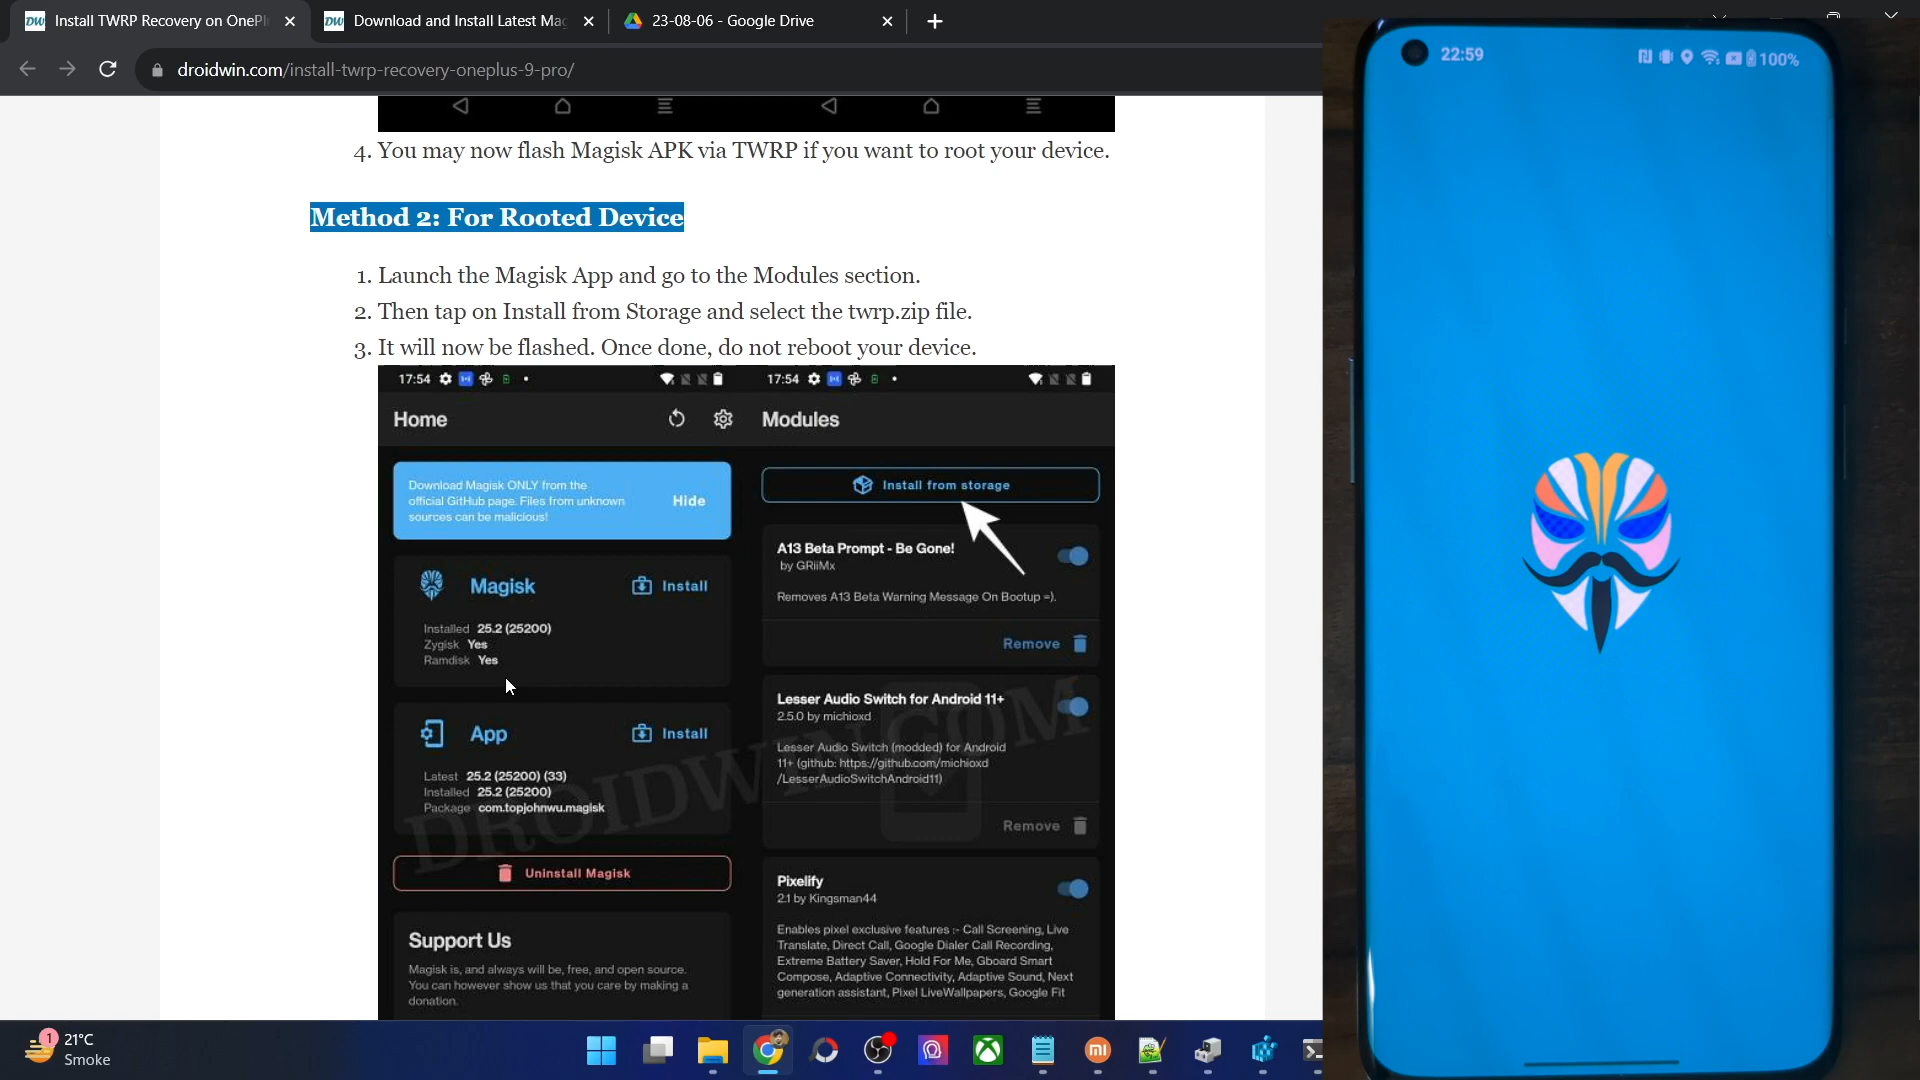 Install TWRP Recovery on OnePl
Download and Install Latest Mag
23-08-06 - Google Drive
droidwin.com/install-twrp-recovery-oneplus-9-pro/
22:59
100%
4. You may now flash Magisk APK via TWRP if you want to root your device.
Method 2: For Rooted Device
1. Launch the Magisk App and go to the Modules section.
2. Then tap on Install from Storage and select the twrp.zip file.
3. It will now be flashed. Once done, do not reboot your device.
17:54
Home
Download Magisk ONLY from the
official GitHub page. Files from unknown
sources can be malicious!
Hide
Magisk
Install
Installed 25.2 (25200)
Zygisk Yes
Ramdisk Yes
App
Install
Latest 25.2 (25200) (33)
Installed 25.2 (25200)
Package com.topjohnwu.magisk
Uninstall Magisk
Support Us
Magisk is, and always will be, free, and open source.
You can however show us that you care by making a
donation.
17:54
Modules
Install from storage
A13 Beta Prompt - Be Gone!
by GRiiMx
Removes A13 Beta Warning Message On Bootup =).
Remove
Lesser Audio Switch for Android 11+
2.5.0 by michioxd
Lesser Audio Switch (modded) for Android
11+ (github: https://github.com/michioxd
/LesserAudioSwitchAndroid11)
Remove
Pixelify
2.1 by Kingsman44
Enables pixel exclusive features :- Call Screening, Live
Translate, Direct Call, Google Dialer Call Recording,
Extreme Battery Saver, Hold For Me, Gboard Smart
Compose, Adaptive Connectivity, Adaptive Sound, Next
generation assistant, Pixel LiveWallpapers, Google Fit
DROIDWIN.COM
1
21°C
Smoke